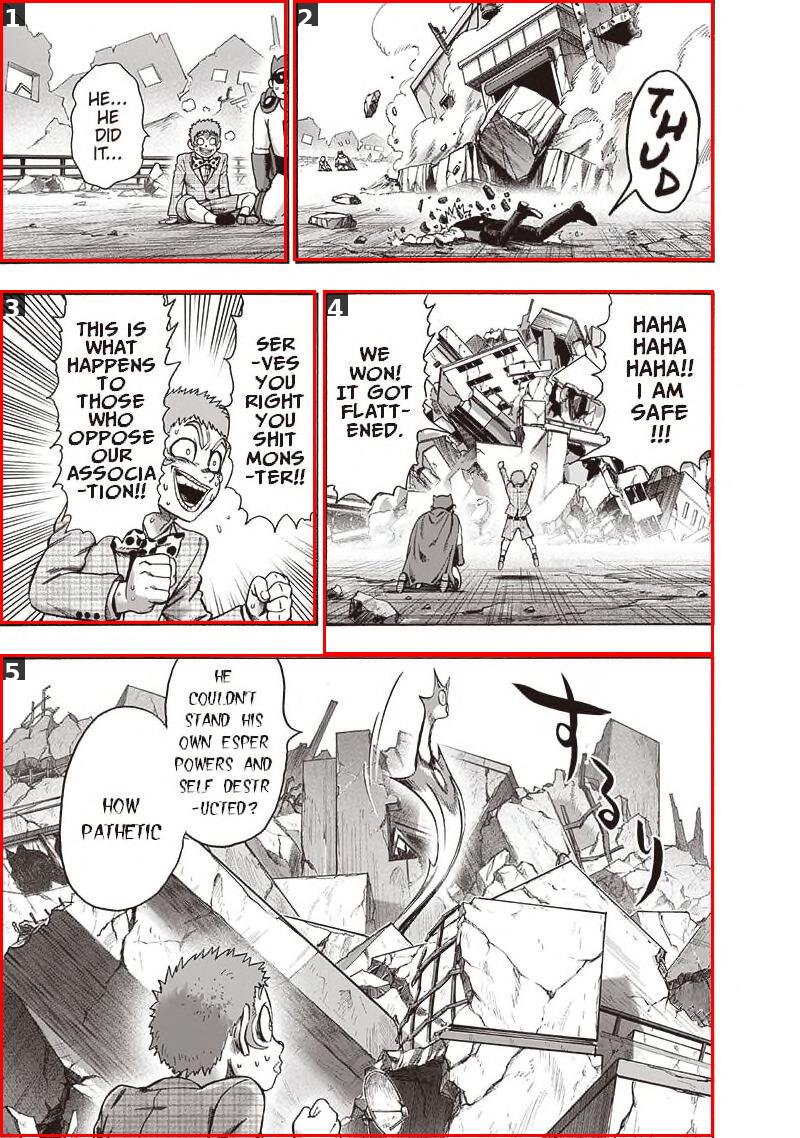 1
HE...
HE
DID
IT...
2
THUD
3
SER
-VES
YOU
RIGHT
YOU
SHIT
MONS-
TER!!
THIS IS
WHAT
HAPPENS
TO
THOSE
WHO
OPPOSE
OUR
ASSOCIA
-TION!!
4
HAHA
HAHA
HAHA!!
I AM
SAFE
!!!
WE
WON!
IT GOT
FLATT-
ENED.
5
HE
COULDN'T
STAND HIS
OWN ESPER
POWERS AND
SELF DESTR
-UCTED?
HOW
PATHETIC
するり